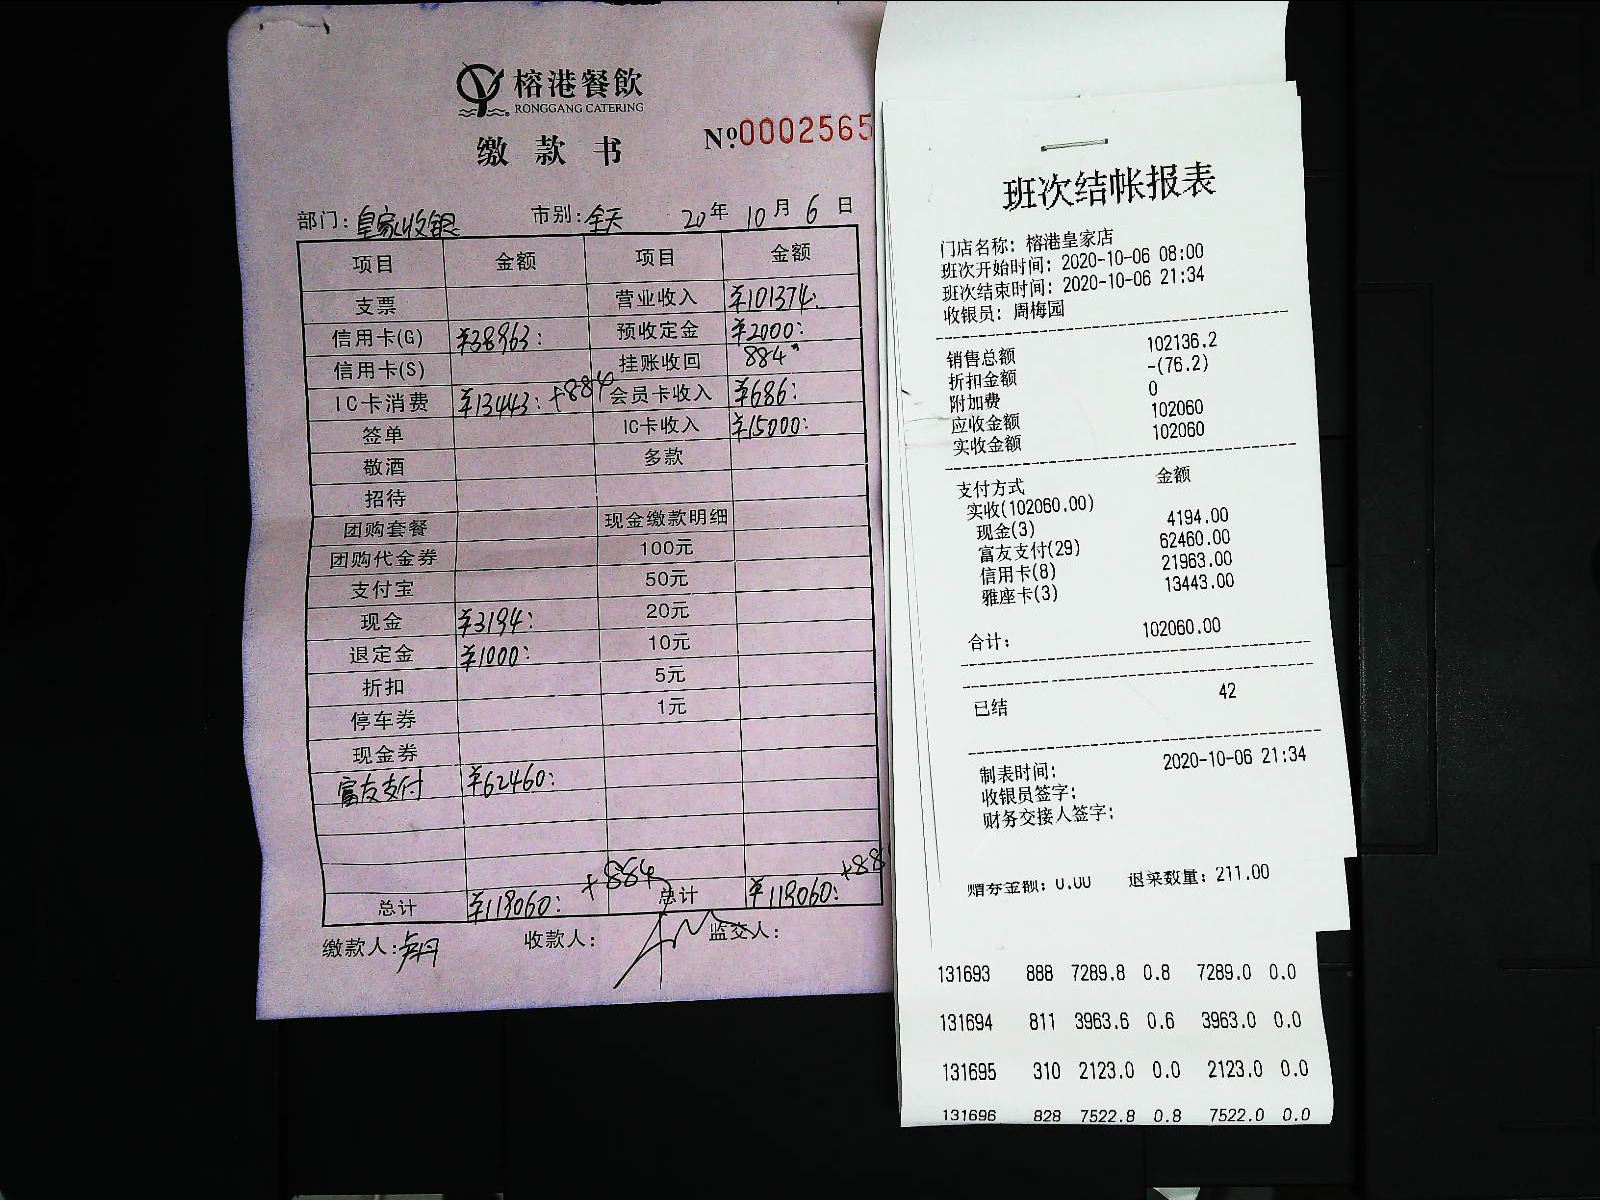 榕港餐飲
RONGGANG CATERING
缴款书
№0002565
部门：皇家收银 市别：全天 20年10月6日
项目 金额 项目 金额
支票 营业收入 ¥101374:
信用卡(G) ¥38963: 预收定金 ¥2000:
信用卡(S) 挂账收回 884
IC卡消费 ¥13443: +884 会员卡收入 ¥686:
签单 IC卡收入 ¥15000:
敬酒 多款
招待
团购套餐 现金缴款明细
团购代金券 100元
支付宝 50元
现金 ¥3194: 20元
退定金 ¥1000: 10元
折扣 5元
停车券 1元
现金券
富友支付 ¥62460:
总计 ¥119060: +884 总计 ¥119060: +88
缴款人： 收款人： 监交人：
班次结帐报表
门店名称：榕港皇家店
班次开始时间：2020-10-06 08:00
班次结束时间：2020-10-06 21:34
收银员：周梅园
销售总额 102136.2
折扣金额 -(76.2)
附加费 0
应收金额 102060
实收金额 102060
支付方式 金额
实收(102060.00)
现金(3) 4194.00
富友支付(29) 62460.00
信用卡(8) 21963.00
雅座卡(3) 13443.00
合计： 102060.00
已结 42
制表时间： 2020-10-06 21:34
收银员签字：
财务交接人签字：
赠券金额：0.00 退菜数量：211.00
131693 888 7289.8 0.8 7289.0 0.0
131694 811 3963.6 0.6 3963.0 0.0
131695 310 2123.0 0.0 2123.0 0.0
131696 828 7522.8 0.8 7522.0 0.0